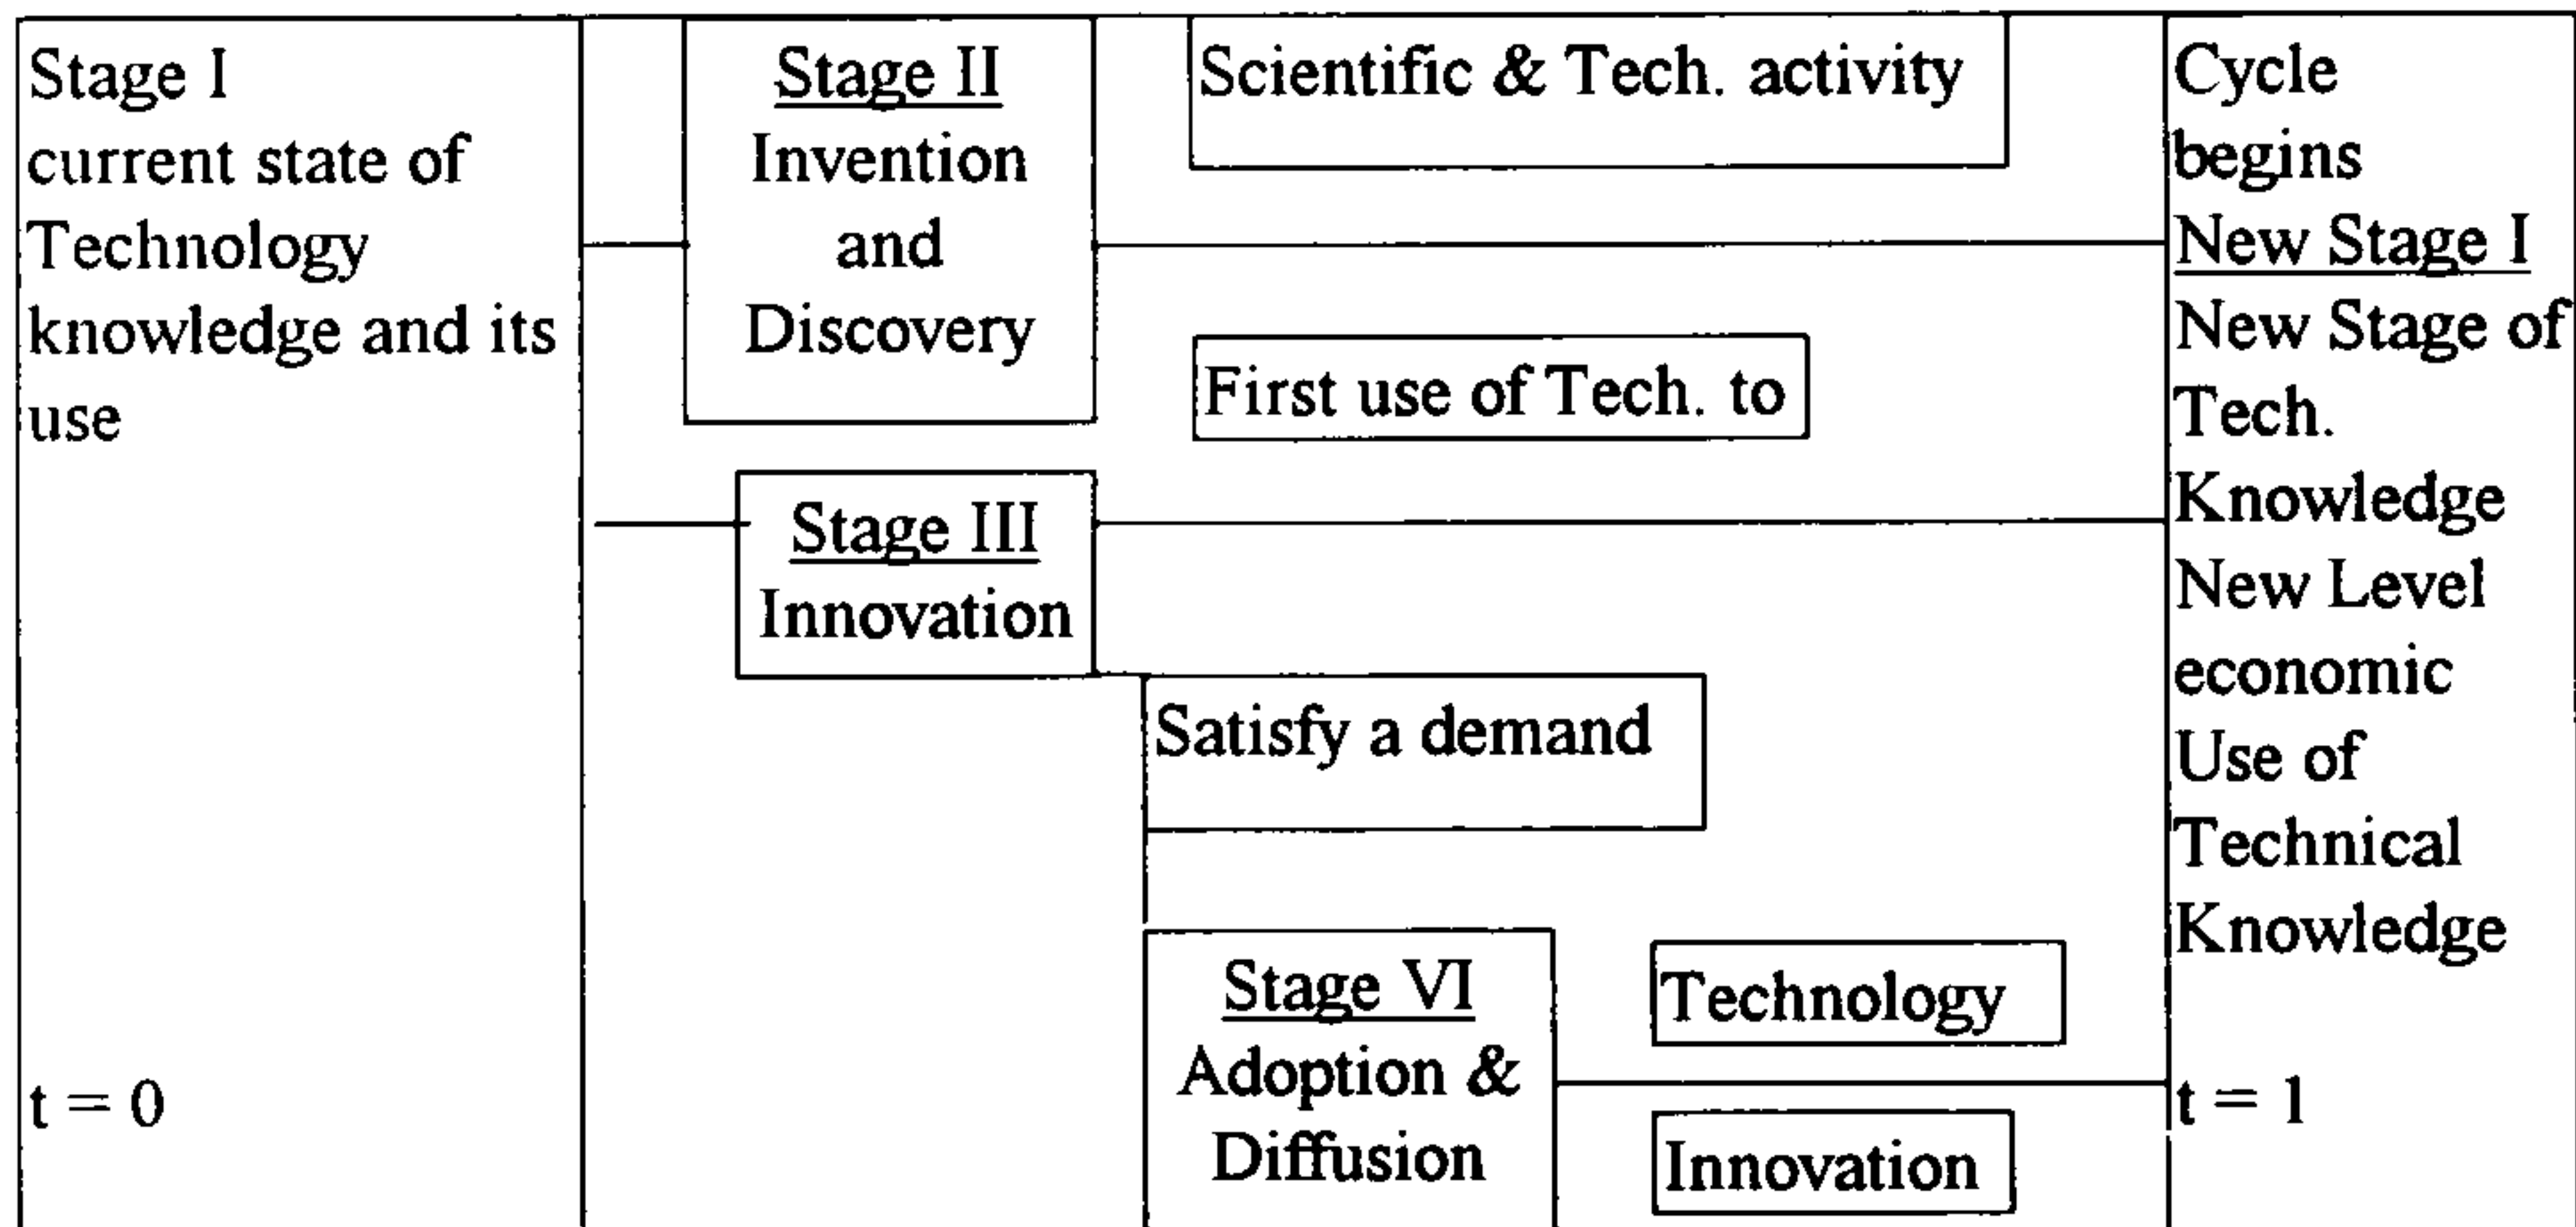 Stage I
current state of
Technology
knowledge and its
use
t = 0
Stage II
Invention
and
Discovery
Scientific & Tech. activity
First use of Tech. to
Stage III
Innovation
Satisfy a demand
Stage VI
Adoption &
Diffusion
Technology
Innovation
Cycle
begins
New Stage I
New Stage of
Tech.
Knowledge
New Level
economic
Use of
Technical
Knowledge
t = 1